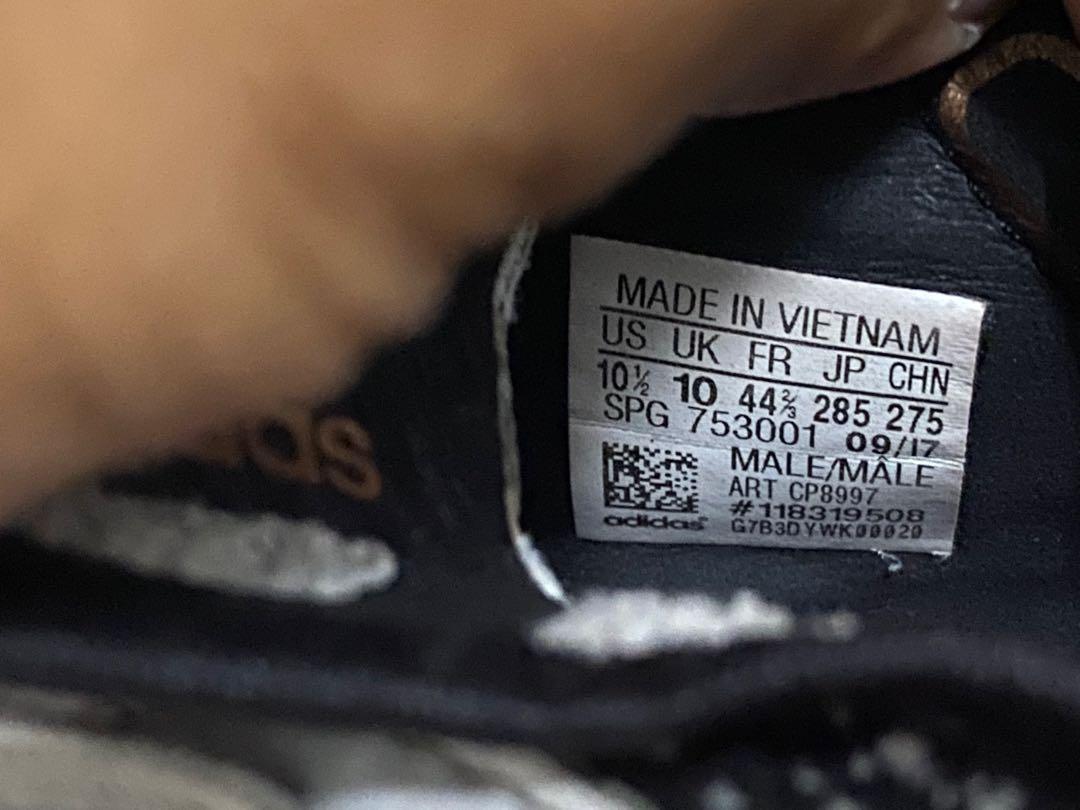 MADE IN VIETNAM
US UK FR JP CHN
10½ 10 44⅔ 285 275
SPG 753001 09/17
MALE/MÂLE
ART CP8997
#118319508
adidas G7B3DYWK00020
das